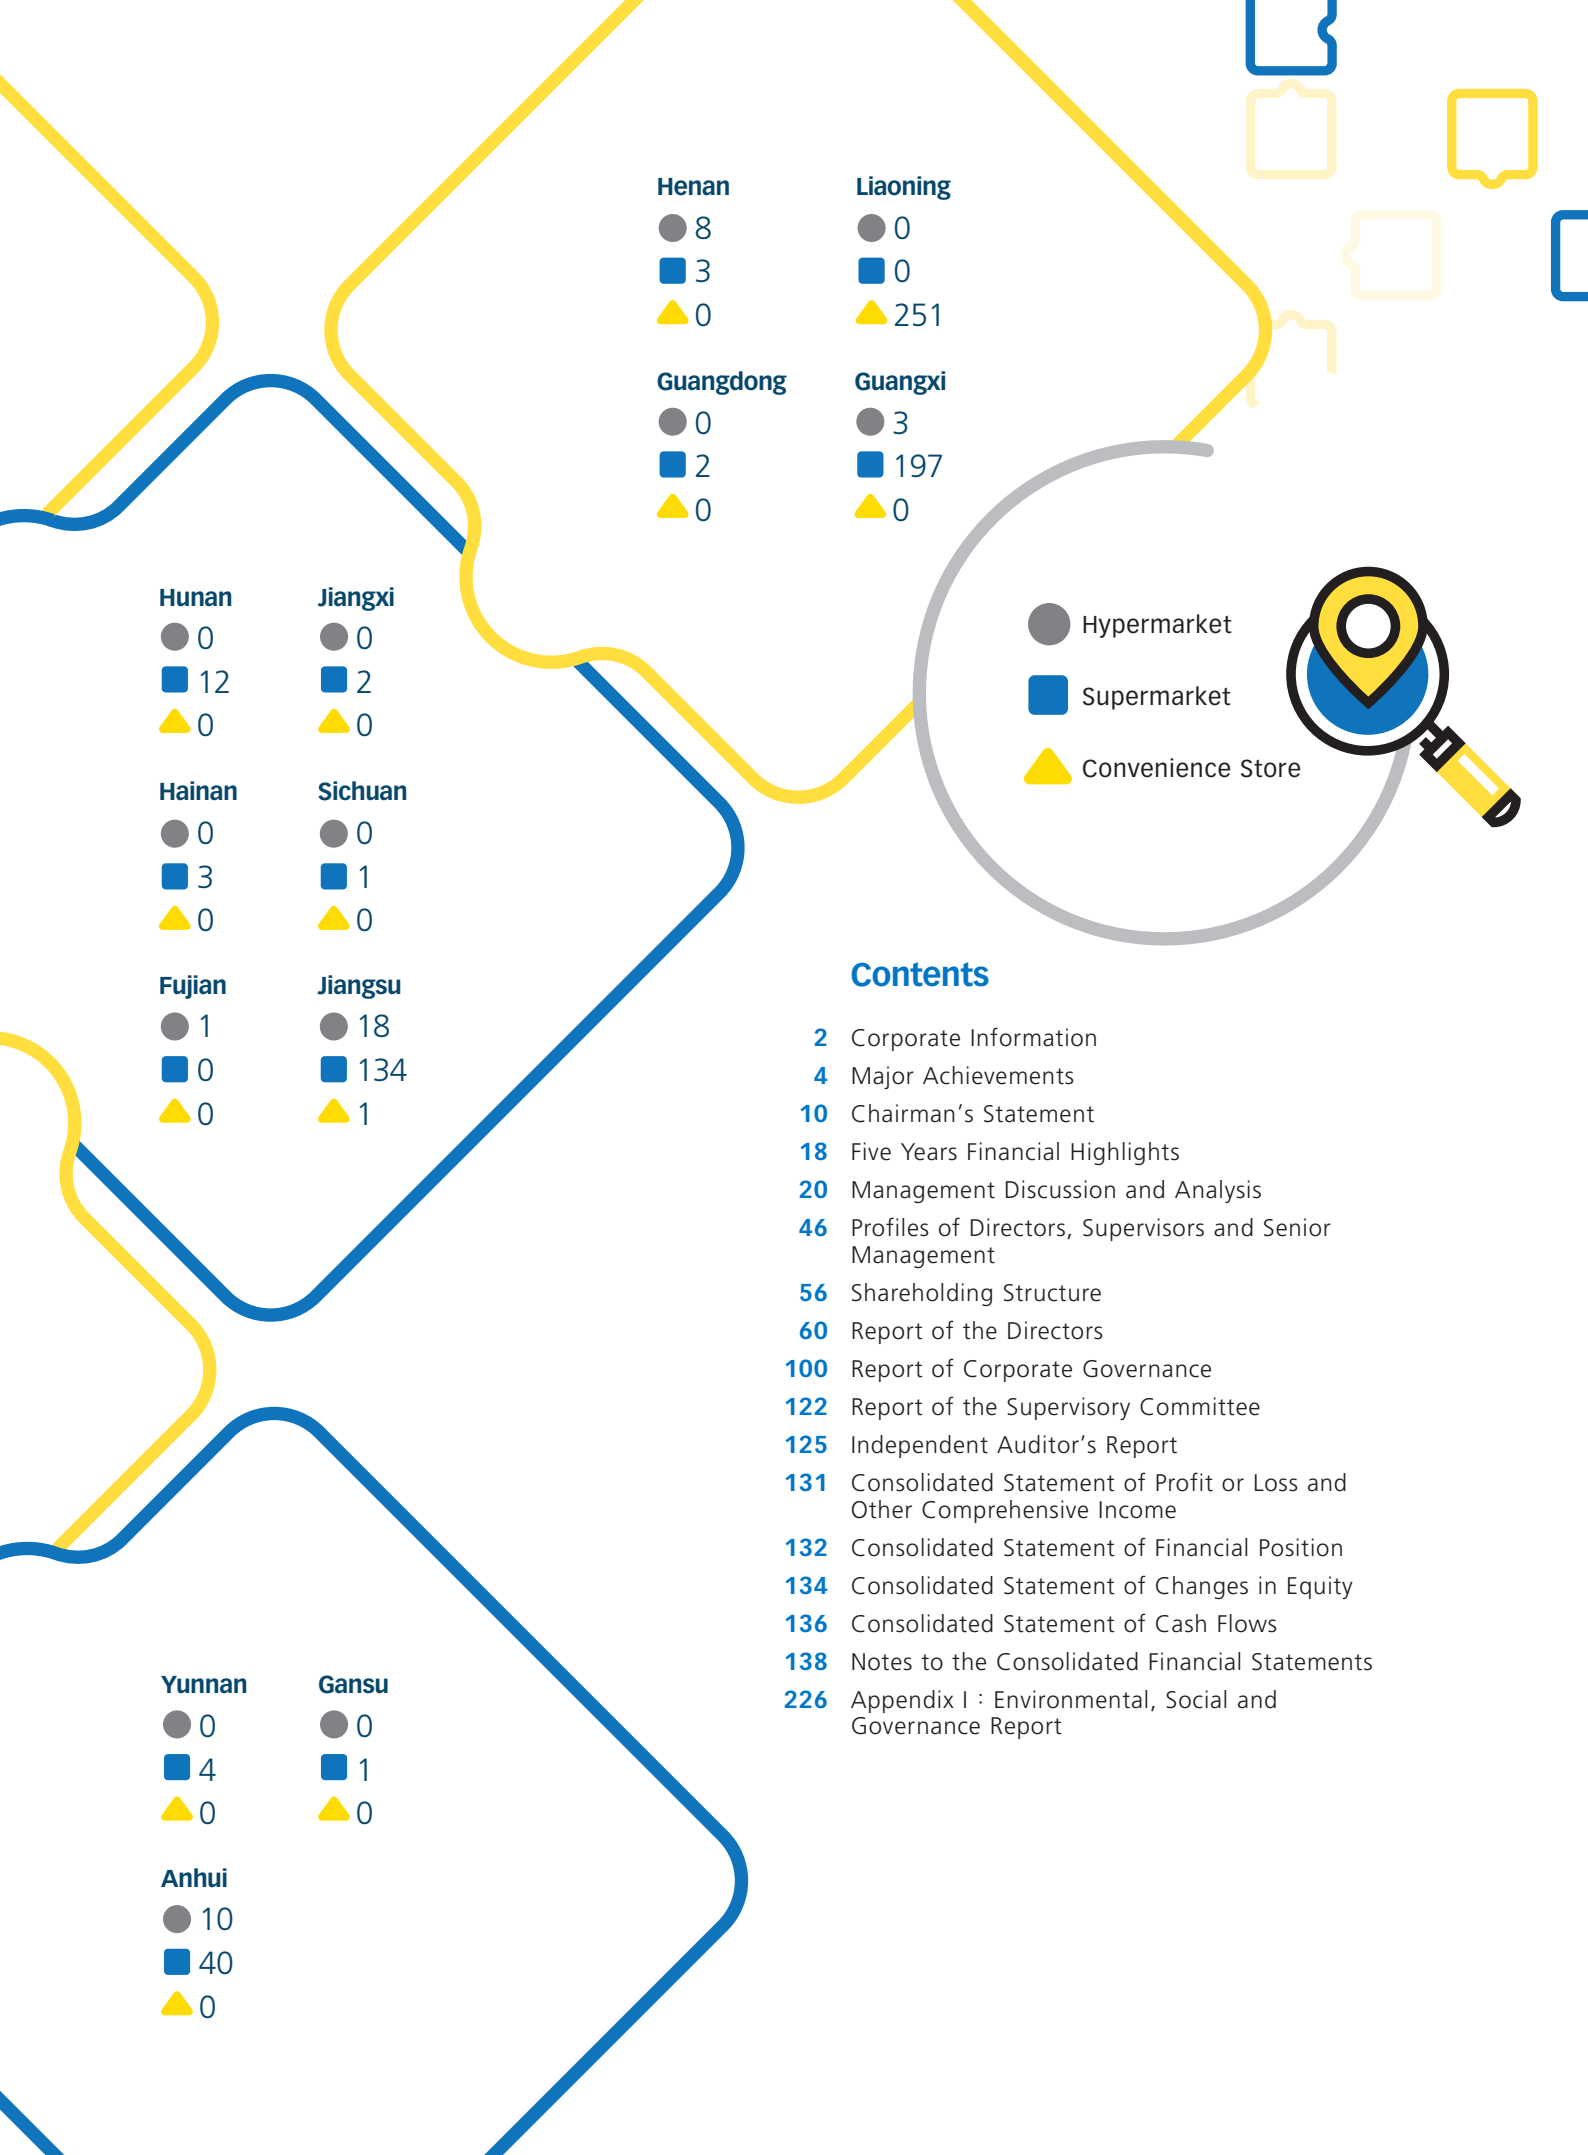 Henan
8
3
0
Liaoning
0
0
251
Guangdong
0
2
0
Guangxi
3
197
0
Hunan
0
12
0
Jiangxi
0
2
0
Hainan
0
3
0
Sichuan
0
1
0
Fujian
1
0
0
Jiangsu
18
134
1
Hypermarket
Supermarket
Convenience Store
Contents
2 Corporate Information
4 Major Achievements
10 Chairman’s Statement
18 Five Years Financial Highlights
20 Management Discussion and Analysis
46 Profiles of Directors, Supervisors and Senior
Management
56 Shareholding Structure
60 Report of the Directors
100 Report of Corporate Governance
122 Report of the Supervisory Committee
125 Independent Auditor’s Report
131 Consolidated Statement of Profit or Loss and
Other Comprehensive Income
132 Consolidated Statement of Financial Position
134 Consolidated Statement of Changes in Equity
136 Consolidated Statement of Cash Flows
138 Notes to the Consolidated Financial Statements
226 Appendix I：Environmental, Social and
Governance Report
Yunnan
0
4
0
Gansu
0
1
0
Anhui
10
40
0